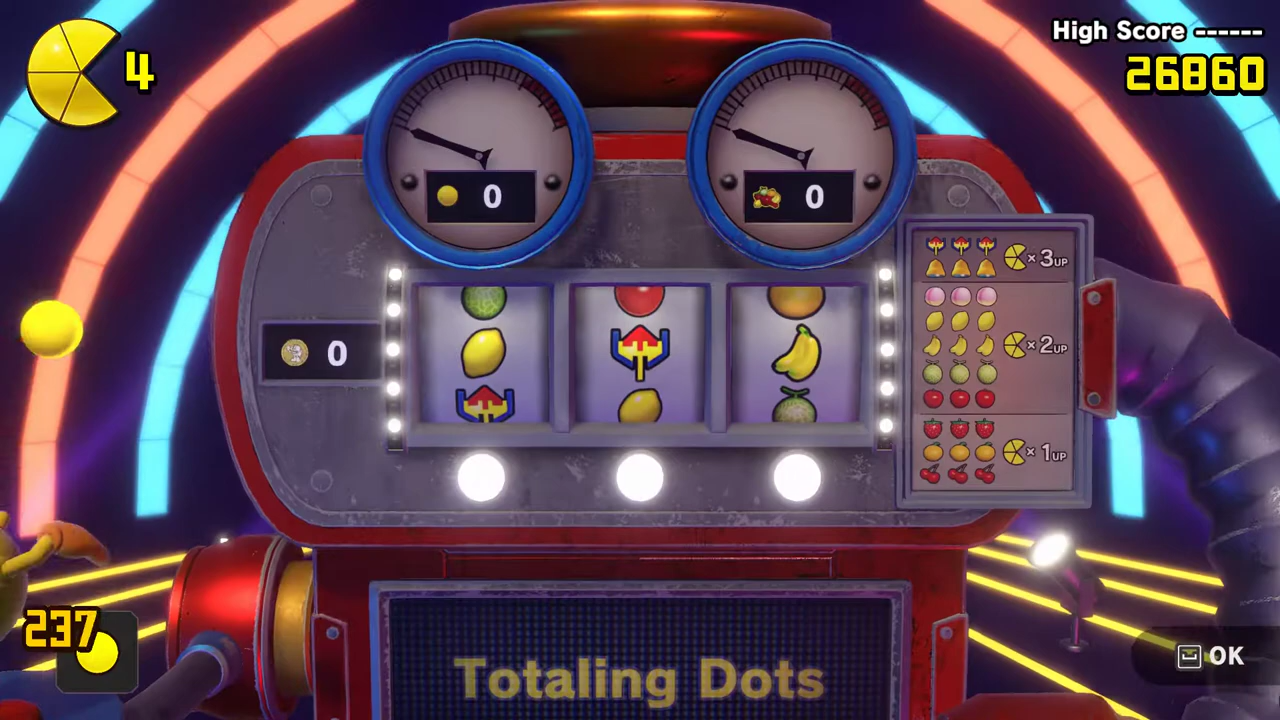 4
High Score ------
26860
0
0
0
× 3UP
× 2UP
× 1UP
237
Totaling Dots
OK